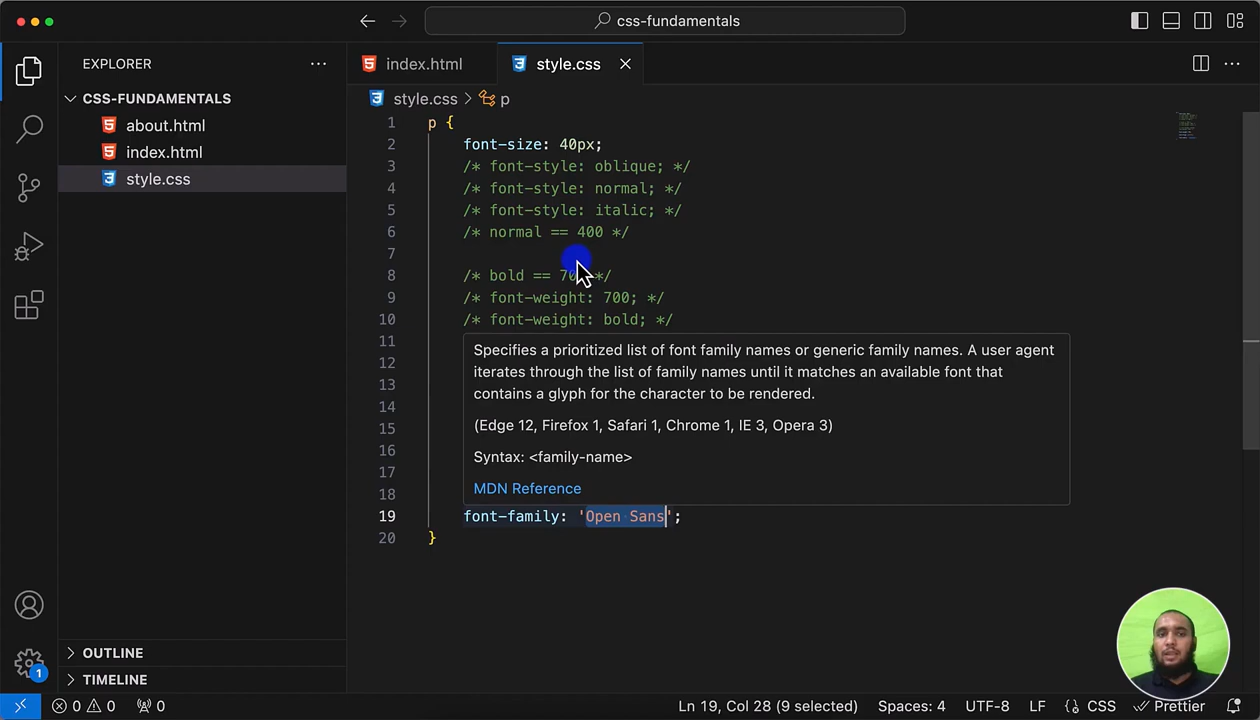 css-fundamentals
EXPLORER
index.html
style.css
CSS-FUNDAMENTALS
about.html
index.html
style.css
style.css > p
1 p {
2 font-size: 40px;
3 /* font-style: oblique; */
4 /* font-style: normal; */
5 /* font-style: italic; */
6 /* normal == 400 */
7
8 /* bold == 70 */
9 /* font-weight: 700; */
10 /* font-weight: bold; */
11
12
13
14
15
16
17
18
Specifies a prioritized list of font family names or generic family names. A user agent
iterates through the list of family names until it matches an available font that
contains a glyph for the character to be rendered.
(Edge 12, Firefox 1, Safari 1, Chrome 1, IE 3, Opera 3)
Syntax: <family-name>
MDN Reference
19 font-family: 'Open Sans';
20 }
OUTLINE
TIMELINE
1
0 0 0
Ln 19, Col 28 (9 selected)
Spaces: 4
UTF-8
LF
CSS
Prettier